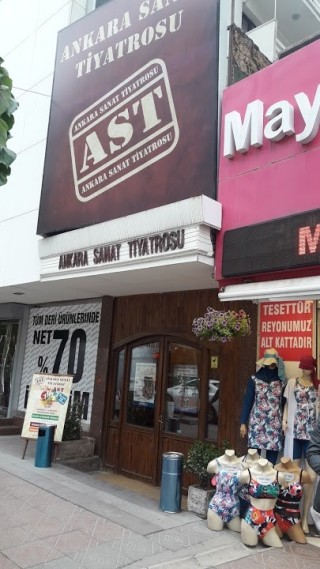 ANKARA SANAT
TİYATROSU
ANKARA SANAT TİYATROSU
AST
ANKARA SANAT TİYATROSU
May
M
ANKARA SANAT TİYATROSU
TÜM DERİ ÜRÜNLERİNDE
NET
%70
TESETTÜR
REYONUMUZ
ALT KATTADIR